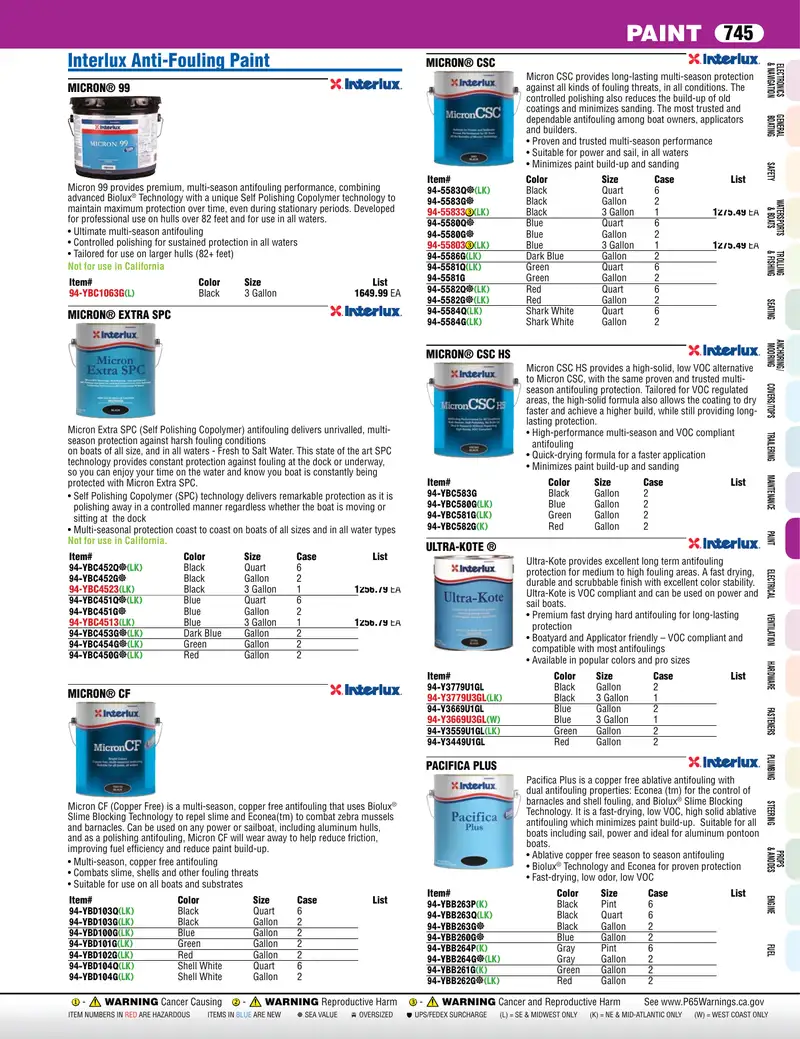 PAINT 745
Interlux Anti-Fouling Paint
MICRON® 99
Interlux.
Interlux
MICRON 99
Micron 99 provides premium, multi-season antifouling performance, combining
advanced Biolux® Technology with a unique Self Polishing Copolymer technology to
maintain maximum protection over time, even during stationary periods. Developed
for professional use on hulls over 82 feet and for use in all waters.
• Ultimate multi-season antifouling
• Controlled polishing for sustained protection in all waters
• Tailored for use on larger hulls (82+ feet)
Not for use in California
Item# Color Size List
94-YBC1063G(L) Black 3 Gallon 1649.99 EA
MICRON® EXTRA SPC
Interlux.
Interlux
Micron
Extra SPC
Micron Extra SPC (Self Polishing Copolymer) antifouling delivers unrivalled, multi-
season protection against harsh fouling conditions
on boats of all size, and in all waters - Fresh to Salt Water. This state of the art SPC
technology provides constant protection against fouling at the dock or underway,
so you can enjoy your time on the water and know you boat is constantly being
protected with Micron Extra SPC.
• Self Polishing Copolymer (SPC) technology delivers remarkable protection as it is
polishing away in a controlled manner regardless whether the boat is moving or
sitting at the dock
• Multi-seasonal protection coast to coast on boats of all sizes and in all water types
Not for use in California.
Item# Color Size Case List
94-YBC452Q(LK) Black Quart 6
94-YBC452G Black Gallon 2
94-YBC4523(LK) Black 3 Gallon 1 1256.79 EA
94-YBC451Q(LK) Blue Quart 6
94-YBC451G Blue Gallon 2
94-YBC4513(LK) Blue 3 Gallon 1 1256.79 EA
94-YBC453G(LK) Dark Blue Gallon 2
94-YBC454G(LK) Green Gallon 2
94-YBC450G(LK) Red Gallon 2
MICRON® CF
Interlux.
Interlux
MicronCF
Micron CF (Copper Free) is a multi-season, copper free antifouling that uses Biolux®
Slime Blocking Technology to repel slime and Econea(tm) to combat zebra mussels
and barnacles. Can be used on any power or sailboat, including aluminum hulls,
and as a polishing antifouling, Micron CF will wear away to help reduce friction,
improving fuel efficiency and reduce paint build-up.
• Multi-season, copper free antifouling
• Combats slime, shells and other fouling threats
• Suitable for use on all boats and substrates
Item# Color Size Case List
94-YBD103Q(LK) Black Quart 6
94-YBD103G(LK) Black Gallon 2
94-YBD100G(LK) Blue Gallon 2
94-YBD101G(LK) Green Gallon 2
94-YBD102G(LK) Red Gallon 2
94-YBD104Q(LK) Shell White Quart 6
94-YBD104G(LK) Shell White Gallon 2
MICRON® CSC
Interlux.
Interlux
MicronCSC
Micron CSC provides long-lasting multi-season protection
against all kinds of fouling threats, in all conditions. The
controlled polishing also reduces the build-up of old
coatings and minimizes sanding. The most trusted and
dependable antifouling among boat owners, applicators
and builders.
• Proven and trusted multi-season performance
• Suitable for power and sail, in all waters
• Minimizes paint build-up and sanding
Item# Color Size Case List
94-5583Q(LK) Black Quart 6
94-5583G Black Gallon 2
94-55833③(LK) Black 3 Gallon 1 1275.49 EA
94-5580Q Blue Quart 6
94-5580G Blue Gallon 2
94-55803③(LK) Blue 3 Gallon 1 1275.49 EA
94-5586G(LK) Dark Blue Gallon 2
94-5581Q(LK) Green Quart 6
94-5581G Green Gallon 2
94-5582Q(LK) Red Quart 6
94-5582G(LK) Red Gallon 2
94-5584Q(LK) Shark White Quart 6
94-5584G(LK) Shark White Gallon 2
MICRON® CSC HS
Interlux.
Interlux
MicronCSC HS
Micron CSC HS provides a high-solid, low VOC alternative
to Micron CSC, with the same proven and trusted multi-
season antifouling protection. Tailored for VOC regulated
areas, the high-solid formula also allows the coating to dry
faster and achieve a higher build, while still providing long-
lasting protection.
• High-performance multi-season and VOC compliant
antifouling
• Quick-drying formula for a faster application
• Minimizes paint build-up and sanding
Item# Color Size Case List
94-YBC583G Black Gallon 2
94-YBC580G(LK) Blue Gallon 2
94-YBC581G(LK) Green Gallon 2
94-YBC582G(K) Red Gallon 2
ULTRA-KOTE ®
Interlux.
Interlux
Ultra-Kote
Ultra-Kote provides excellent long term antifouling
protection for medium to high fouling areas. A fast drying,
durable and scrubbable finish with excellent color stability.
Ultra-Kote is VOC compliant and can be used on power and
sail boats.
• Premium fast drying hard antifouling for long-lasting
protection
• Boatyard and Applicator friendly – VOC compliant and
compatible with most antifoulings
• Available in popular colors and pro sizes
Item# Color Size Case List
94-Y3779U1GL Black Gallon 2
94-Y3779U3GL(LK) Black 3 Gallon 1
94-Y3669U1GL Blue Gallon 2
94-Y3669U3GL(W) Blue 3 Gallon 1
94-Y3559U1GL(LK) Green Gallon 2
94-Y3449U1GL Red Gallon 2
PACIFICA PLUS
Interlux.
Interlux
Pacifica
Plus
Pacifica Plus is a copper free ablative antifouling with
dual antifouling properties: Econea (tm) for the control of
barnacles and shell fouling, and Biolux® Slime Blocking
Technology. It is a fast-drying, low VOC, high solid ablative
antifouling which minimizes paint build-up. Suitable for all
boats including sail, power and ideal for aluminum pontoon
boats.
• Ablative copper free season to season antifouling
• Biolux® Technology and Econea for proven protection
• Fast-drying, low odor, low VOC
Item# Color Size Case List
94-YBB263P(K) Black Pint 6
94-YBB263Q(LK) Black Quart 6
94-YBB263G Black Gallon 2
94-YBB260G Blue Gallon 2
94-YBB264P(K) Gray Pint 6
94-YBB264G(LK) Gray Gallon 2
94-YBB261G(K) Green Gallon 2
94-YBB262G(LK) Red Gallon 2
ELECTRONICS
& NAVIGATION
GENERAL
BOATING
SAFETY
WATERSPORTS
& BOATS
TROLLING
& FISHING
SEATING
ANCHORING/
MOORING
COVERS/TOPS
TRAILERING
MAINTENANCE
PAINT
ELECTRICAL
VENTILATION
HARDWARE
FASTENERS
PLUMBING
STEERING
PROPS
& ANODES
ENGINE
FUEL
① - WARNING Cancer Causing ② - WARNING Reproductive Harm ③ - WARNING Cancer and Reproductive Harm See www.P65Warnings.ca.gov
ITEM NUMBERS IN RED ARE HAZARDOUS ITEMS IN BLUE ARE NEW SEA VALUE OVERSIZED UPS/FEDEX SURCHARGE (L) = SE & MIDWEST ONLY (K) = NE & MID-ATLANTIC ONLY (W) = WEST COAST ONLY